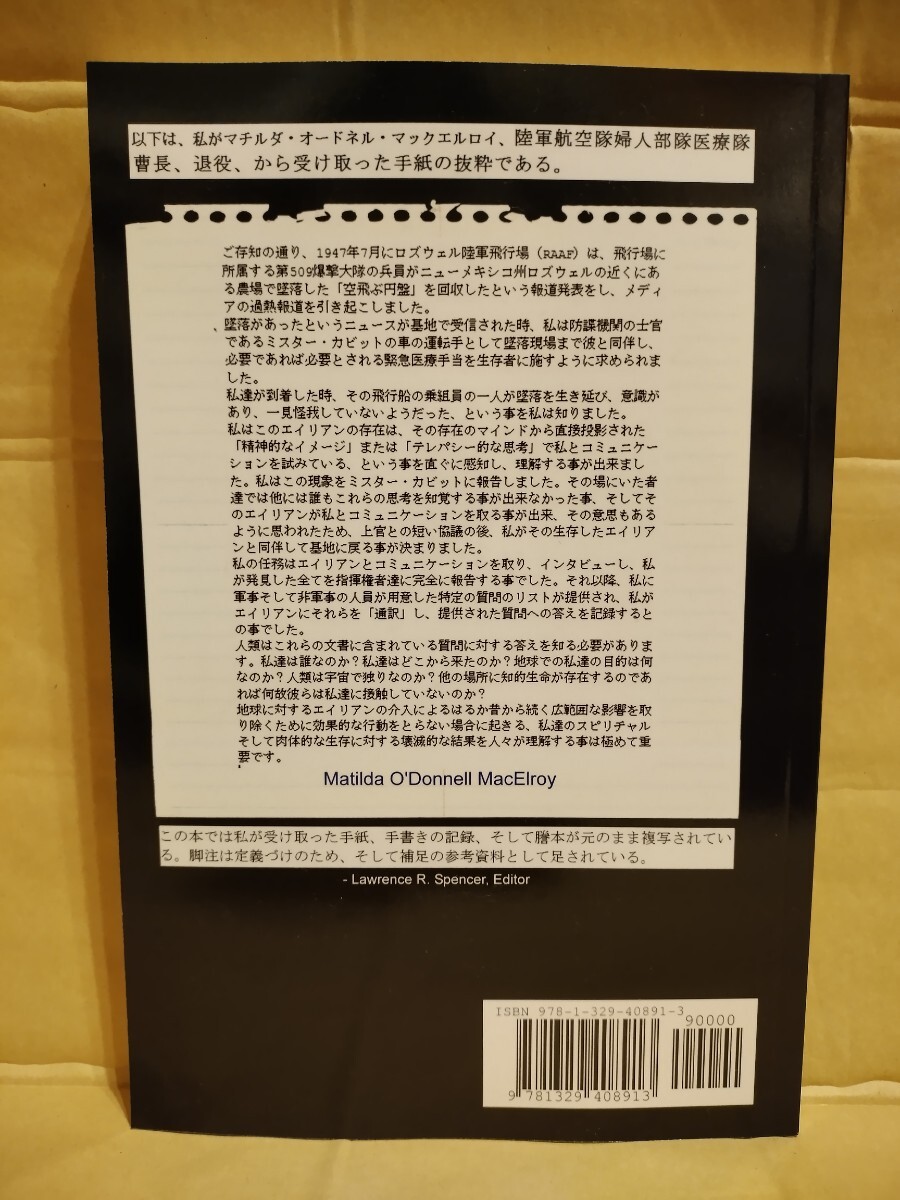 以下は、私がマチルダ・オードネル・マックエルロイ、陸軍航空隊婦人部隊医療隊
曹長、退役、から受け取った手紙の抜粋である。
ご存知の通り、1947年7月にロズウェル陸軍飛行場（RAAF）は、飛行場に
所属する第509爆撃大隊の兵員がニューメキシコ州ロズウェルの近くにあ
る農場で墜落した「空飛ぶ円盤」を回収したという報道発表をし、メディ
アの過熱報道を引き起こしました。
、墜落があったというニュースが基地で受信された時、私は防諜機関の士官
であるミスター・カビットの車の運転手として墜落現場まで彼と同伴し、
必要であれば必要とされる緊急医療手当を生存者に施すように求められま
した。
私達が到着した時、その飛行船の乗組員の一人が墜落を生き延び、意識が
あり、一見怪我していないようだった、という事を私は知りました。
私はこのエイリアンの存在は、その存在のマインドから直接投影された
「精神的なイメージ」または「テレパシー的な思考」で私とコミュニケー
ションを試みている、という事を直ぐに感知し、理解する事が出来まし
た。私はこの現象をミスター・カビットに報告しました。その場にいた者
達では他には誰もこれらの思考を知覚する事が出来なかった事、そしてそ
のエイリアンが私とコミュニケーションを取る事が出来、その意思もある
ように思われたため、上官との短い協議の後、私がその生存したエイリア
ンと同伴して基地に戻る事が決まりました。
私の任務はエイリアンとコミュニケーションを取り、インタビューし、私
が発見した全てを指揮権者達に完全に報告する事でした。それ以降、私に
軍事そして非軍事の人員が用意した特定の質問のリストが提供され、私が
エイリアンにそれらを「通訳」し、提供された質問への答えを記録すると
の事でした。
人類はこれらの文書に含まれている質問に対する答えを知る必要がありま
す。私達は誰なのか？私達はどこから来たのか？地球での私達の目的は何
なのか？人類は宇宙で独りなのか？他の場所に知的生命が存在するのであ
れば何故彼らは私達に接触していないのか？
地球に対するエイリアンの介入によるはるか昔から続く広範囲な影響を取
り除くために効果的な行動をとらない場合に起きる、私達のスピリチャル
そして肉体的な生存に対する壊滅的な結果を人々が理解する事は極めて重
要です。
Matilda O'Donnell MacElroy
この本では私が受け取った手紙、手書きの記録、そして謄本が元のまま複写されてい
る。脚注は定義づけのため、そして補足の参考資料として足されている。
- Lawrence R. Spencer, Editor
ISBN 978-1-329-40891-3
90000
9 781329 408913